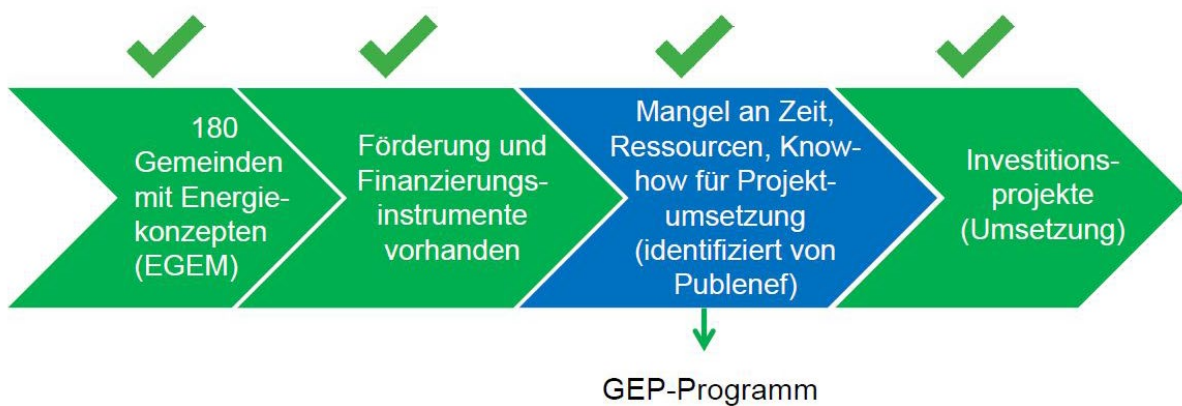 180
Gemeinden
mit Energie-
konzepten
(EGEM)
Förderung und
Finanzierungs-
instrumente
vorhanden
Mangel an Zeit,
Ressourcen, Know-
how für Projekt-
umsetzung
(identifiziert von
Publenef)
Investitions-
projekte
(Umsetzung)
GEP-Programm